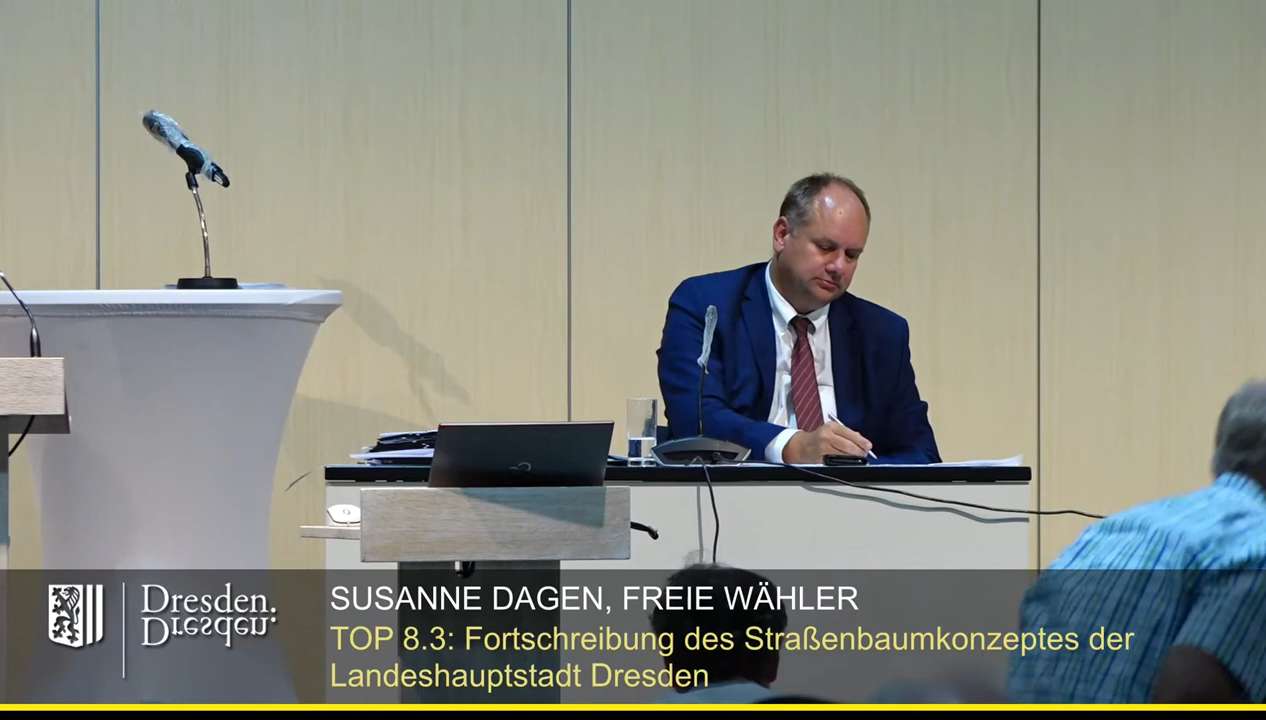 Dresden.
Dresden.
SUSANNE DAGEN, FREIE WÄHLER
TOP 8.3: Fortschreibung des Straßenbaumkonzeptes der
Landeshauptstadt Dresden